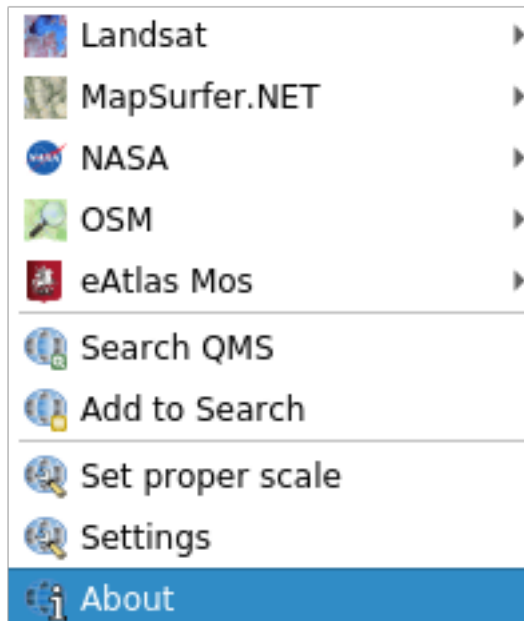 Landsat
MapSurfer.NET
NASA
OSM
eAtlas Mos
Search QMS
Add to Search
Set proper scale
Settings
About